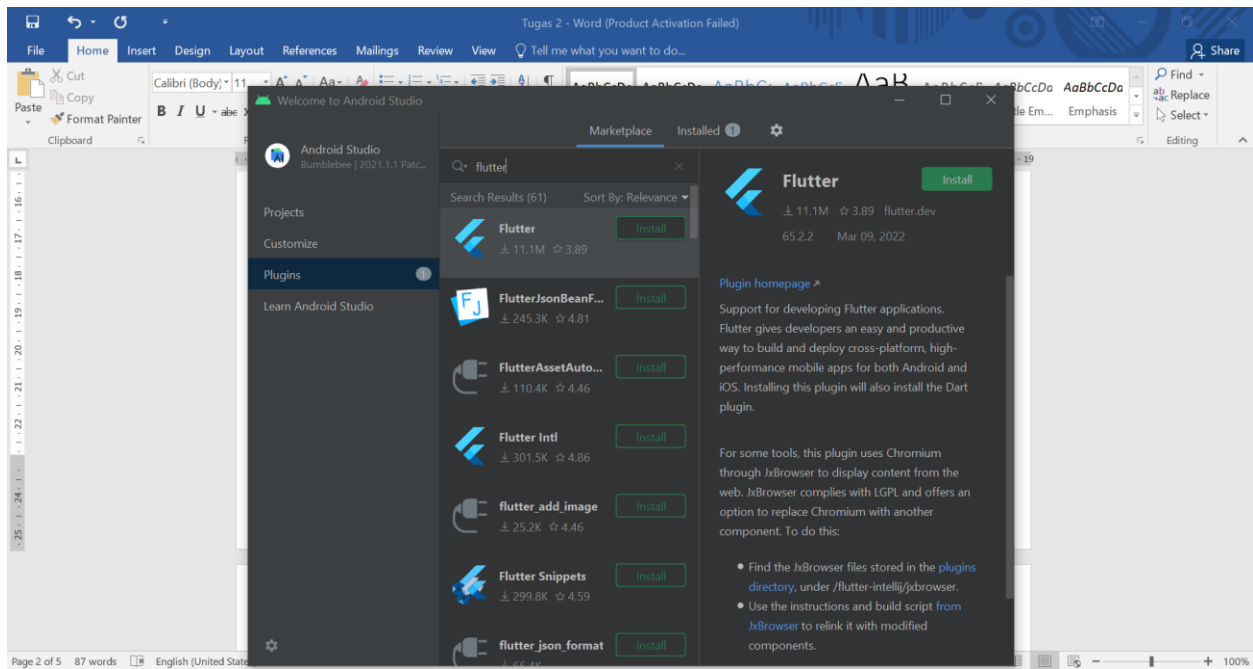 Tugas 2 - Word (Product Activation Failed)
File Home Insert Design Layout References Mailings Review View Tell me what you want to do... Share
Cut
Copy
Format Painter
Paste
Clipboard
Calibri (Body) 11
B I U abc
AaBbCcDa
Emphasis
Find
Replace
Select
Editing
Welcome to Android Studio
Android Studio
Bumblebee | 2021.1.1 Patc...
Projects
Customize
Plugins 1
Learn Android Studio
Marketplace Installed 1
flutter
Search Results (61) Sort By: Relevance
Flutter Install
11.1M 3.89
FlutterJsonBeanF... Install
245.3K 4.81
FlutterAssetAuto... Install
110.4K 4.46
Flutter Intl Install
301.5K 4.86
flutter_add_image Install
25.2K 4.46
Flutter Snippets Install
299.8K 4.59
flutter_json_format Install
Flutter Install
11.1M 3.89 flutter.dev
65.2.2 Mar 09, 2022
Plugin homepage
Support for developing Flutter applications.
Flutter gives developers an easy and productive
way to build and deploy cross-platform, high-
performance mobile apps for both Android and
iOS. Installing this plugin will also install the Dart
plugin.
For some tools, this plugin uses Chromium
through JxBrowser to display content from the
web. JxBrowser complies with LGPL and offers an
option to replace Chromium with another
component. To do this:
Find the JxBrowser files stored in the plugins
directory, under /flutter-intellij/jxbrowser.
Use the instructions and build script from
JxBrowser to relink it with modified
components.
Page 2 of 5 87 words English (United State
100%